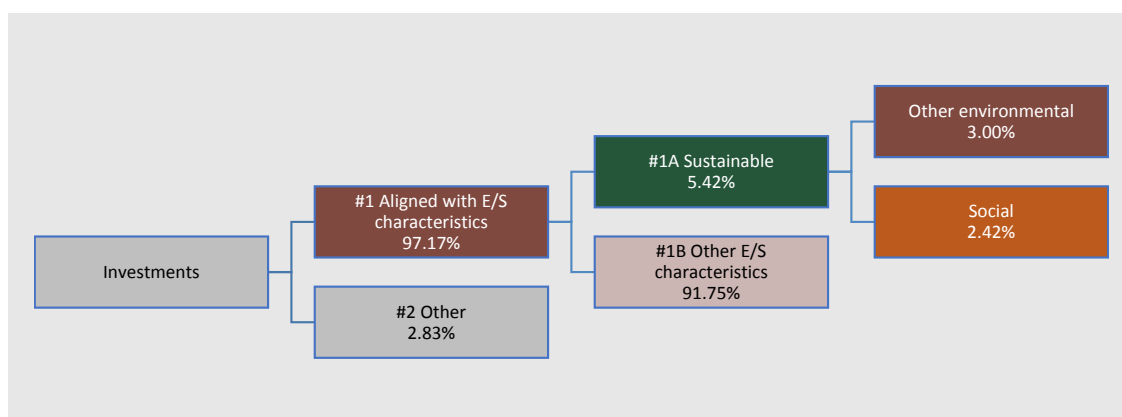 Investments
#1 Aligned with E/S
characteristics
97.17%
#2 Other
2.83%
#1A Sustainable
5.42%
#1B Other E/S
characteristics
91.75%
Other environmental
3.00%
Social
2.42%